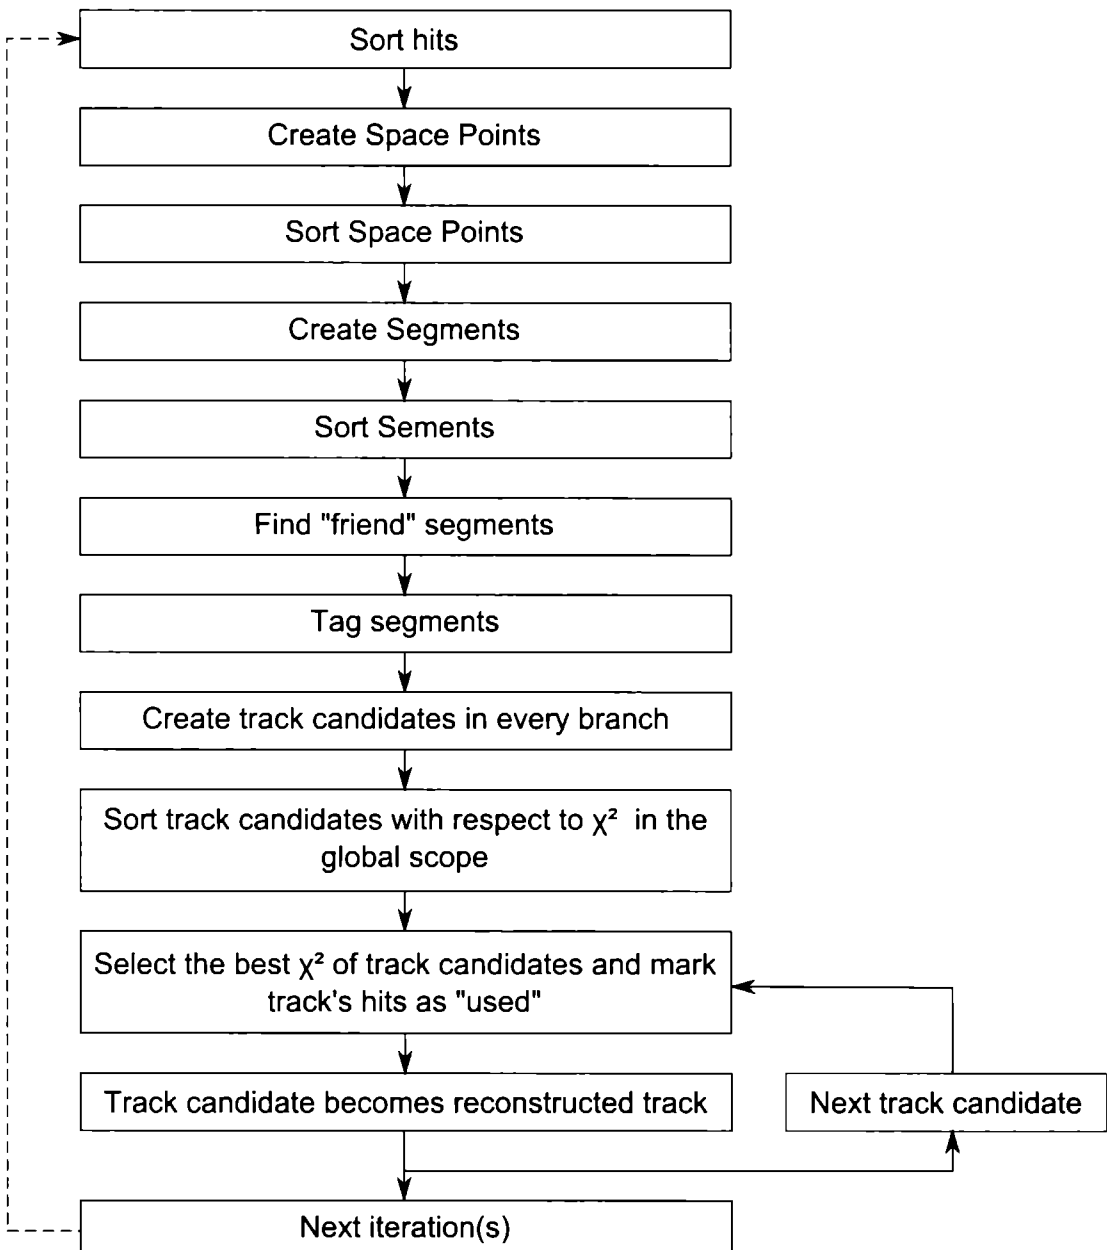 Sort hits
Create Space Points
Sort Space Points
Create Segments
Sort Sements
Find "friend" segments
Tag segments
Create track candidates in every branch
Sort track candidates with respect to χ² in the
global scope
Select the best χ² of track candidates and mark
track's hits as "used"
Track candidate becomes reconstructed track
Next track candidate
Next iteration(s)